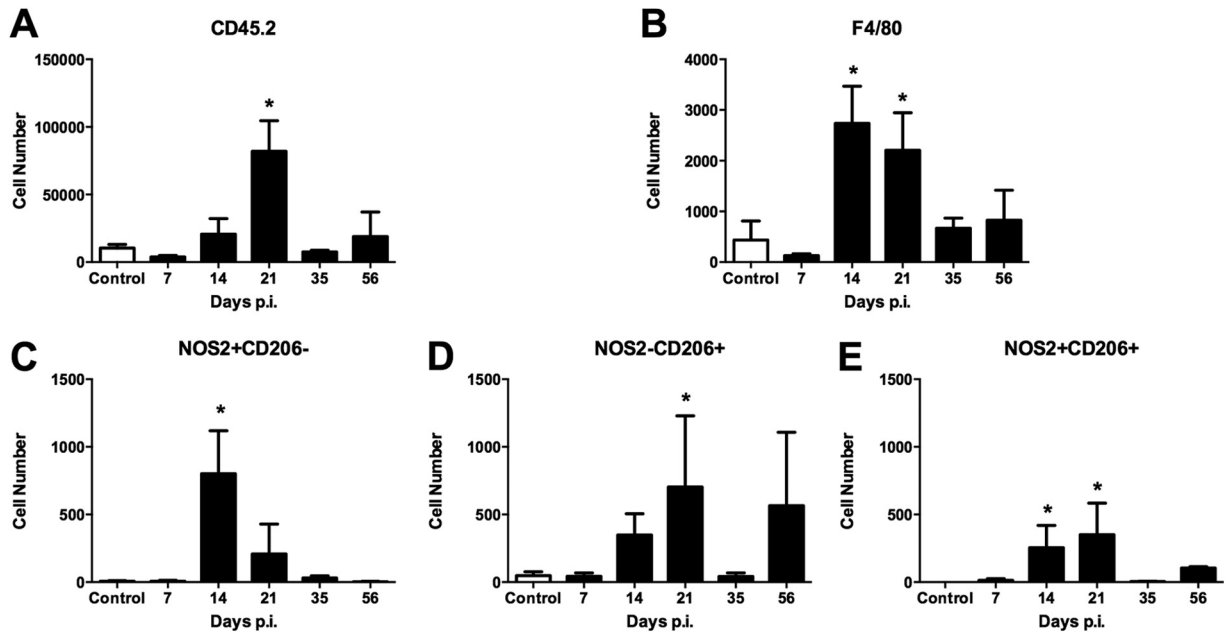 A
CD45.2
150000
100000
50000
0
Cell Number
*
Control 7 14 21 35 56
Days p.i.
B
F4/80
4000
3000
2000
1000
0
Cell Number
* *
Control 7 14 21 35 56
Days p.i.
C
NOS2+CD206-
1500
1000
500
0
Cell Number
*
Control 7 14 21 35 56
Days p.i.
D
NOS2-CD206+
1500
1000
500
0
Cell Number
*
Control 7 14 21 35 56
Days p.i.
E
NOS2+CD206+
1500
1000
500
0
Cell Number
* *
Control 7 14 21 35 56
Days p.i.